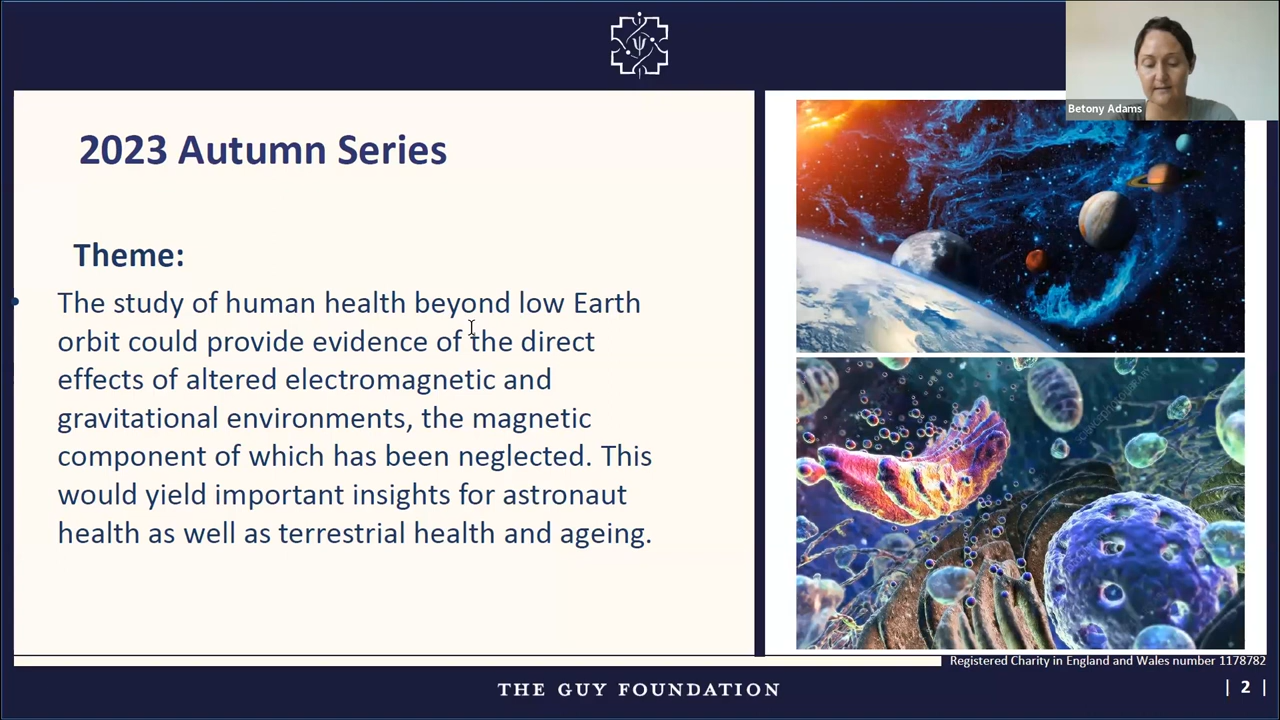 Betony Adams
2023 Autumn Series
Theme:
The study of human health beyond low Earth
orbit could provide evidence of the direct
effects of altered electromagnetic and
gravitational environments, the magnetic
component of which has been neglected. This
would yield important insights for astronaut
health as well as terrestrial health and ageing.
Registered Charity in England and Wales number 1178782
THE GUY FOUNDATION
| 2 |